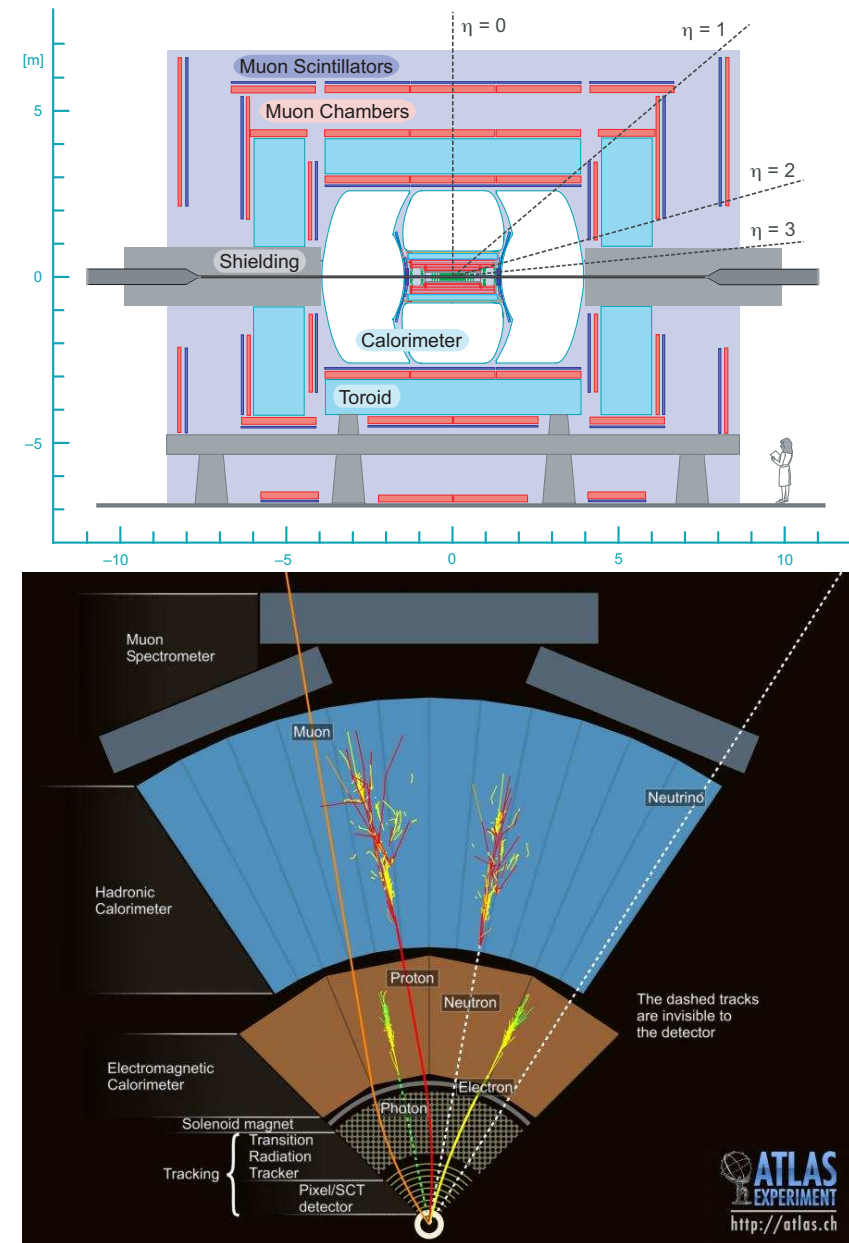 η = 0
η = 1
[m]
Muon Scintillators
5
Muon Chambers
η = 2
η = 3
Shielding
0
Calorimeter
Toroid
–5
–10
–5
0
5
10
Muon
Spectrometer
Muon
Neutrino
Hadronic
Calorimeter
Proton
Neutron
The dashed tracks
are invisible to
the detector
Electromagnetic
Calorimeter
Electron
Photon
Solenoid magnet
Transition
Radiation
Tracker
Tracking
Pixel/SCT
detector
ATLAS
EXPERIMENT
http://atlas.ch